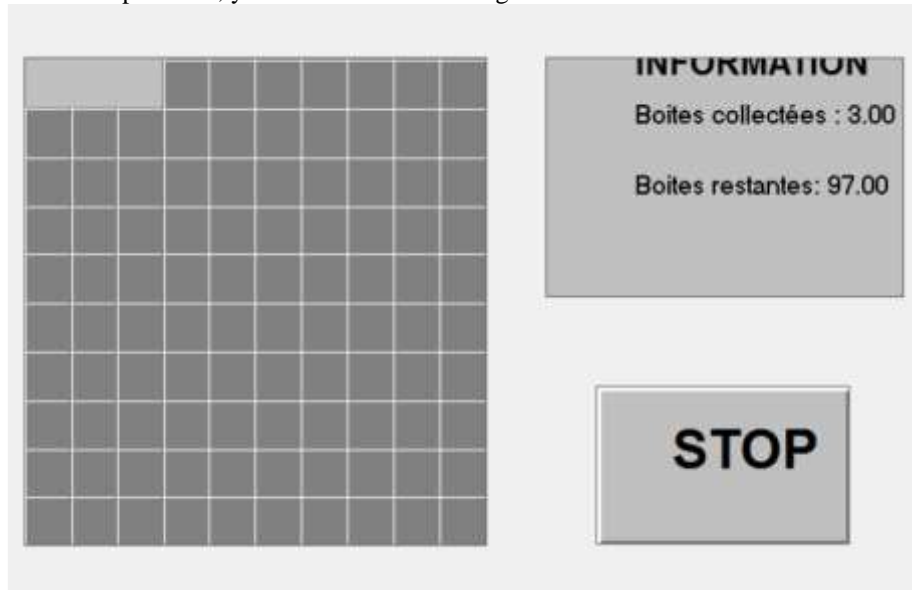 INFORMATION
Boites collectées : 3.00
Boites restantes: 97.00
STOP